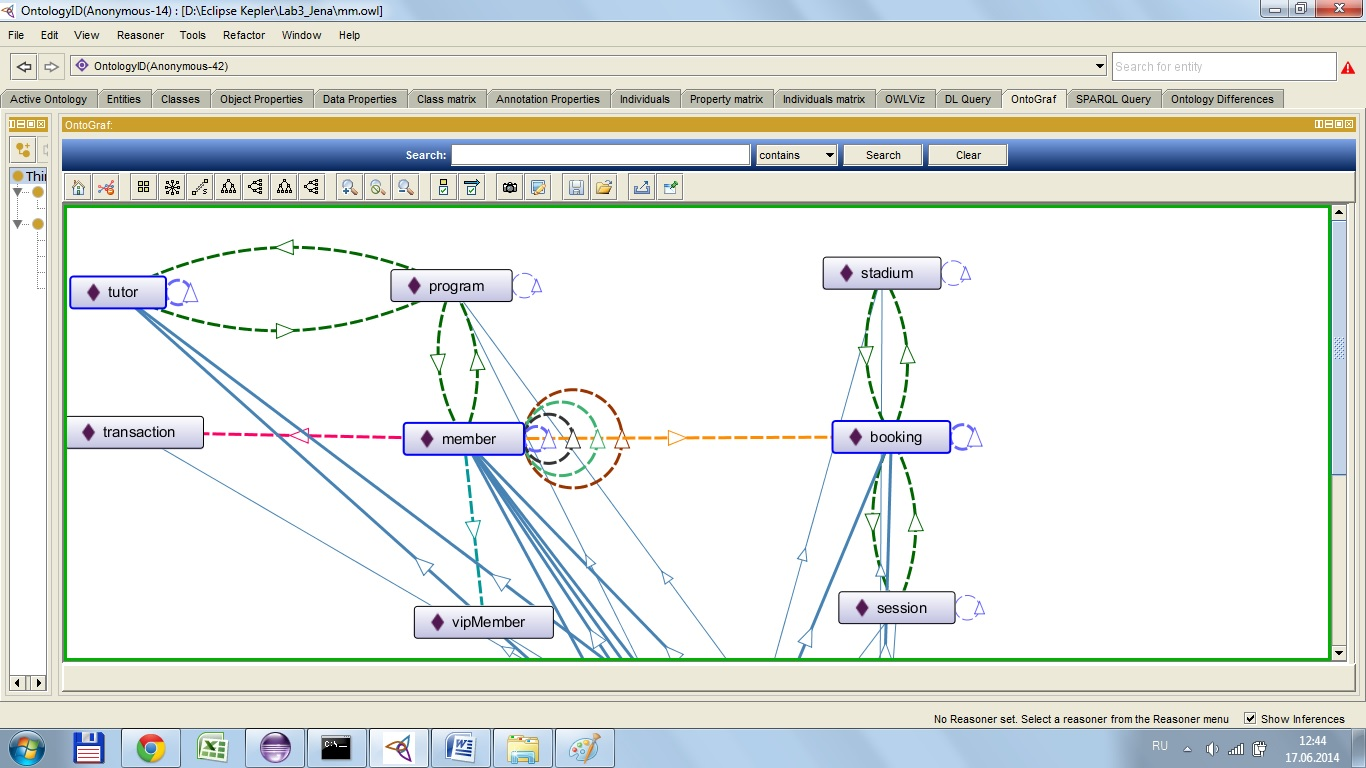 OntologyID(Anonymous-14) : [D:\Eclipse Kepler\Lab3_Jena\mm.owl]
File Edit View Reasoner Tools Refactor Window Help
OntologyID(Anonymous-42) Search for entity
Active Ontology Entities Classes Object Properties Data Properties Class matrix Annotation Properties Individuals Property matrix Individuals matrix OWLViz DL Query OntoGraf SPARQL Query Ontology Differences
OntoGraf:
Search: contains Search Clear
Thi
stadium
tutor program
transaction member booking
vipMember session
No Reasoner set. Select a reasoner from the Reasoner menu Show Inferences
C:\
RU 12:44
17.06.2014